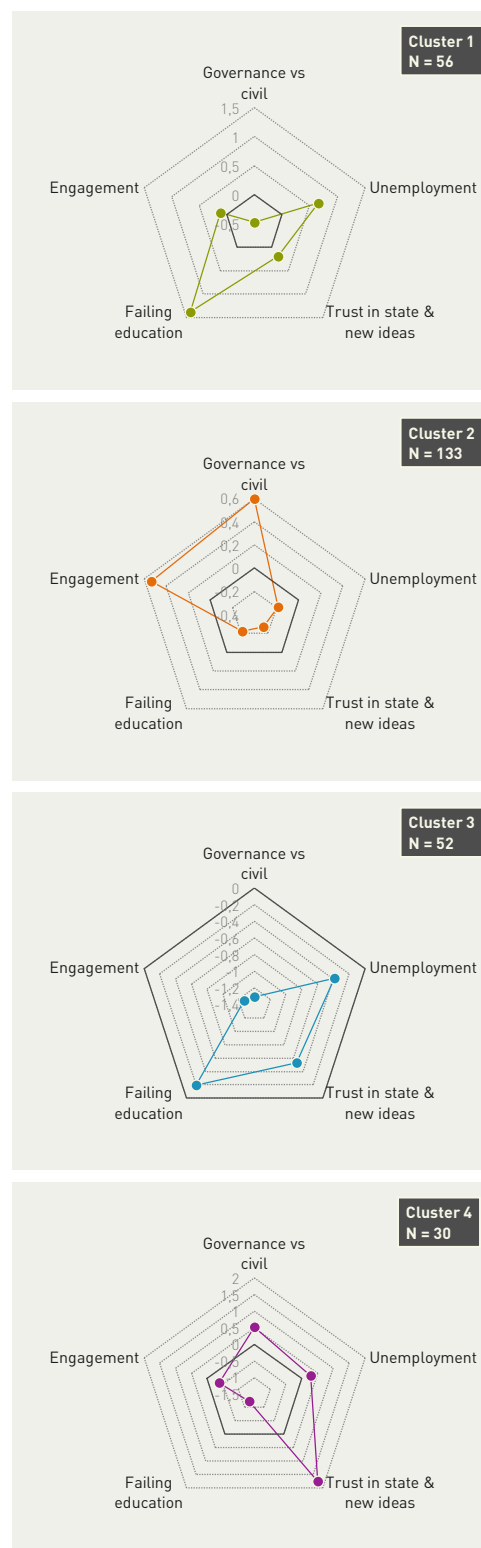 Cluster 1
N = 56
Governance vs
civil
1,5
1
0,5
0
-0,5
Engagement
Unemployment
Failing
education
Trust in state &
new ideas
Cluster 2
N = 133
Governance vs
civil
0,6
0,4
0,2
0
-0,2
-0,4
Engagement
Unemployment
Failing
education
Trust in state &
new ideas
Cluster 3
N = 52
Governance vs
civil
0
-0,2
-0,4
-0,6
-0,8
-1
-1,2
-1,4
Engagement
Unemployment
Failing
education
Trust in state &
new ideas
Cluster 4
N = 30
Governance vs
civil
2
1,5
1
0,5
0
-0,5
-1
-1,5
Engagement
Unemployment
Failing
education
Trust in state &
new ideas